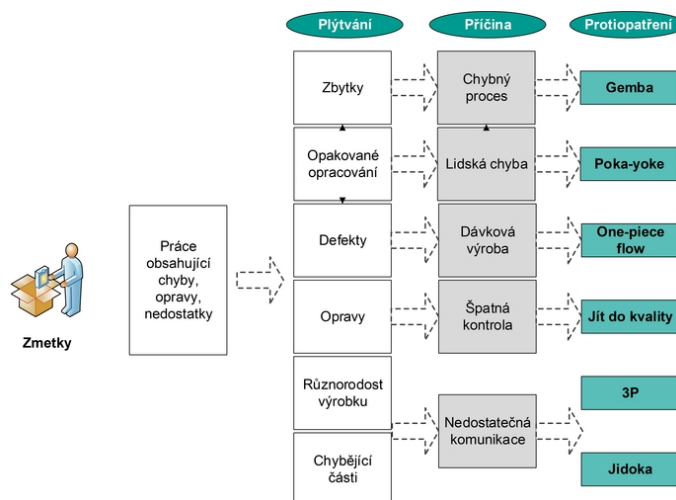 Plýtvání
Příčina
Protiopatření
Zbytky
Chybný
proces
Gemba
Opakované
opracování
Lidská chyba
Poka-yoke
Práce
obsahující
chyby,
opravy,
nedostatky
Defekty
Dávková
výroba
One-piece
flow
Zmetky
Opravy
Špatná
kontrola
Jít do kvality
Různorodost
výrobku
3P
Nedostatečná
komunikace
Chybějící
části
Jidoka